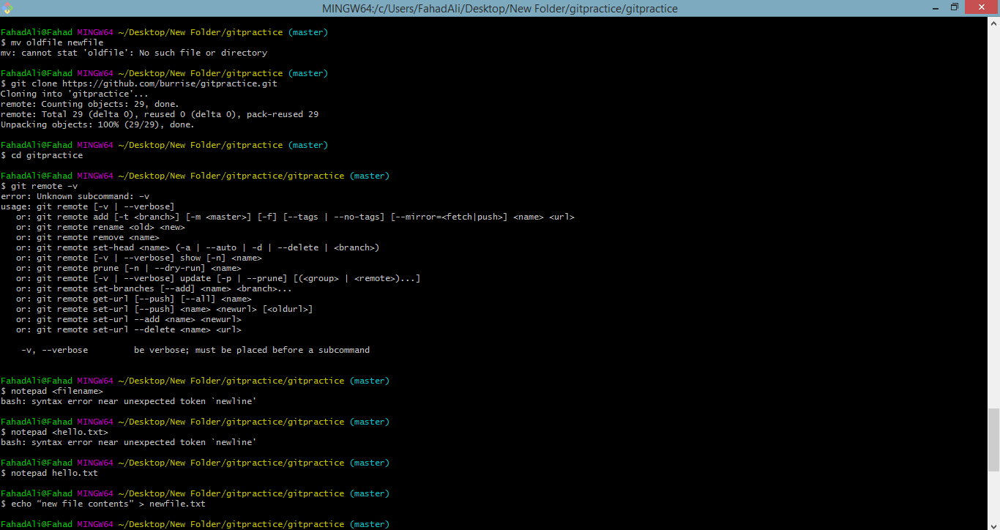 MINGW64:/c/Users/FahadAli/Desktop/New Folder/gitpractice/gitpractice
FahadAli@Fahad MINGW64 ~/Desktop/New Folder/gitpractice (master)
$ mv oldfile newfile
mv: cannot stat 'oldfile': No such file or directory
FahadAli@Fahad MINGW64 ~/Desktop/New Folder/gitpractice (master)
$ git clone https://github.com/burrise/gitpractice.git
Cloning into 'gitpractice'...
remote: Counting objects: 29, done.
remote: Total 29 (delta 0), reused 0 (delta 0), pack-reused 29
Unpacking objects: 100% (29/29), done.
FahadAli@Fahad MINGW64 ~/Desktop/New Folder/gitpractice (master)
$ cd gitpractice
FahadAli@Fahad MINGW64 ~/Desktop/New Folder/gitpractice/gitpractice (master)
$ git remote –v
error: Unknown subcommand: –v
usage: git remote [-v | --verbose]
   or: git remote add [-t <branch>] [-m <master>] [-f] [--tags | --no-tags] [--mirror=<fetch|push>] <name> <url>
   or: git remote rename <old> <new>
   or: git remote remove <name>
   or: git remote set-head <name> (-a | --auto | -d | --delete | <branch>)
   or: git remote [-v | --verbose] show [-n] <name>
   or: git remote prune [-n | --dry-run] <name>
   or: git remote [-v | --verbose] update [-p | --prune] [(<group> | <remote>)...]
   or: git remote set-branches [--add] <name> <branch>...
   or: git remote get-url [--push] [--all] <name>
   or: git remote set-url [--push] <name> <newurl> [<oldurl>]
   or: git remote set-url --add <name> <newurl>
   or: git remote set-url --delete <name> <url>
    -v, --verbose         be verbose; must be placed before a subcommand
FahadAli@Fahad MINGW64 ~/Desktop/New Folder/gitpractice/gitpractice (master)
$ notepad <filename>
bash: syntax error near unexpected token `newline'
FahadAli@Fahad MINGW64 ~/Desktop/New Folder/gitpractice/gitpractice (master)
$ notepad <hello.txt>
bash: syntax error near unexpected token `newline'
FahadAli@Fahad MINGW64 ~/Desktop/New Folder/gitpractice/gitpractice (master)
$ notepad hello.txt
FahadAli@Fahad MINGW64 ~/Desktop/New Folder/gitpractice/gitpractice (master)
$ echo “new file contents” > newfile.txt
FahadAli@Fahad MINGW64 ~/Desktop/New Folder/gitpractice/gitpractice (master)